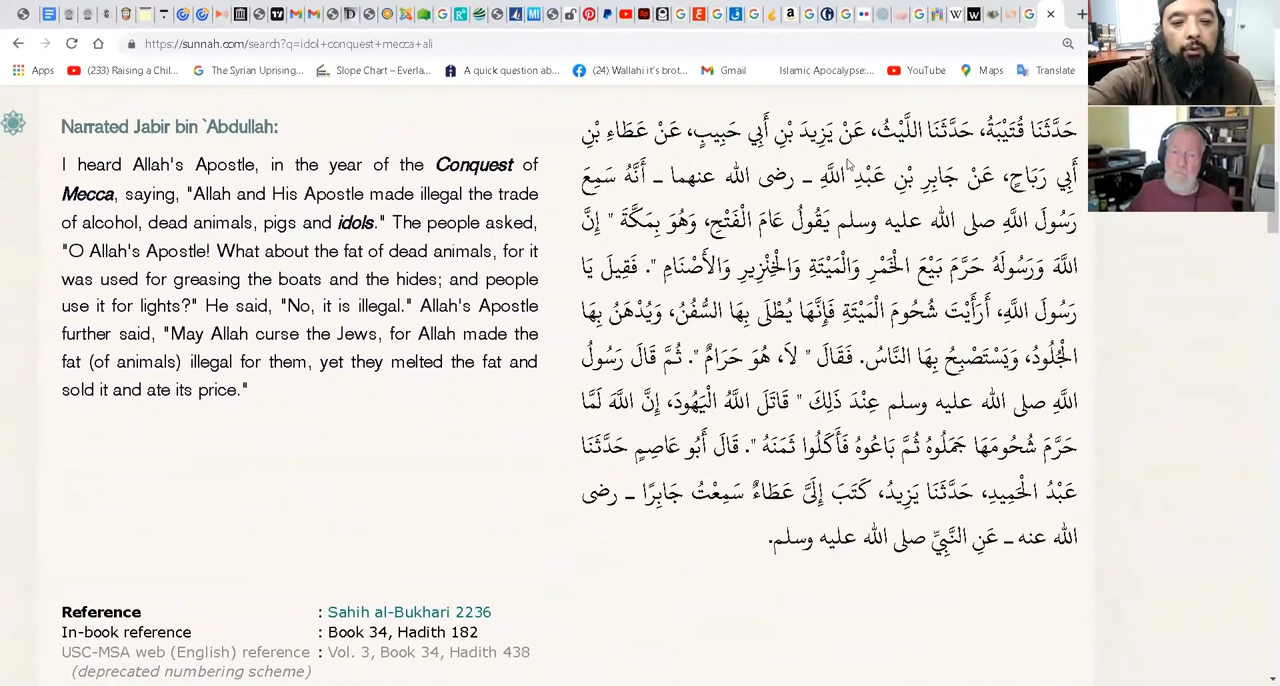 https://sunnah.com/search?q=idol+conquest+mecca+ali
Apps
(233) Raising a Chil...
The Syrian Uprising...
Slope Chart – Everla...
A quick question ab...
(24) Wallahi it's brot...
Gmail
Islamic Apocalypse:...
YouTube
Maps
Translate
Narrated Jabir bin `Abdullah:
I heard Allah's Apostle, in the year of the Conquest of
Mecca, saying, "Allah and His Apostle made illegal the trade
of alcohol, dead animals, pigs and idols." The people asked,
"O Allah's Apostle! What about the fat of dead animals, for it
was used for greasing the boats and the hides; and people
use it for lights?" He said, "No, it is illegal." Allah's Apostle
further said, "May Allah curse the Jews, for Allah made the
fat (of animals) illegal for them, yet they melted the fat and
sold it and ate its price."
حَدَّثَنَا قُتَيْبَةُ، حَدَّثَنَا اللَّيْثُ، عَنْ يَزِيدَ بْنِ أَبِي حَبِيبٍ، عَنْ عَطَاءِ بْنِ
أَبِي رَبَاحٍ، عَنْ جَابِرِ بْنِ عَبْدِ اللَّهِ ـ رضى الله عنهما ـ أَنَّهُ سَمِعَ
رَسُولَ اللَّهِ صلى الله عليه وسلم يَقُولُ عَامَ الْفَتْحِ، وَهُوَ بِمَكَّةَ " إِنَّ
اللَّهَ وَرَسُولَهُ حَرَّمَ بَيْعَ الْخَمْرِ وَالْمَيْتَةِ وَالْخِنْزِيرِ وَالأَصْنَامِ ". فَقِيلَ يَا
رَسُولَ اللَّهِ، أَرَأَيْتَ شُحُومَ الْمَيْتَةِ فَإِنَّهَا يُطْلَى بِهَا السُّفُنُ، وَيُدْهَنُ بِهَا
الْجُلُودُ، وَيَسْتَصْبِحُ بِهَا النَّاسُ. فَقَالَ " لاَ، هُوَ حَرَامٌ ". ثُمَّ قَالَ رَسُولُ
اللَّهِ صلى الله عليه وسلم عِنْدَ ذَلِكَ " قَاتَلَ اللَّهُ الْيَهُودَ، إِنَّ اللَّهَ لَمَّا
حَرَّمَ شُحُومَهَا جَمَلُوهُ ثُمَّ بَاعُوهُ فَأَكَلُوا ثَمَنَهُ ". قَالَ أَبُو عَاصِمٍ حَدَّثَنَا
عَبْدُ الْحَمِيدِ، حَدَّثَنَا يَزِيدُ، كَتَبَ إِلَىَّ عَطَاءٌ سَمِعْتُ جَابِرًا ـ رضى
الله عنه ـ عَنِ النَّبِيِّ صلى الله عليه وسلم.
Reference : Sahih al-Bukhari 2236
In-book reference : Book 34, Hadith 182
USC-MSA web (English) reference : Vol. 3, Book 34, Hadith 438
(deprecated numbering scheme)